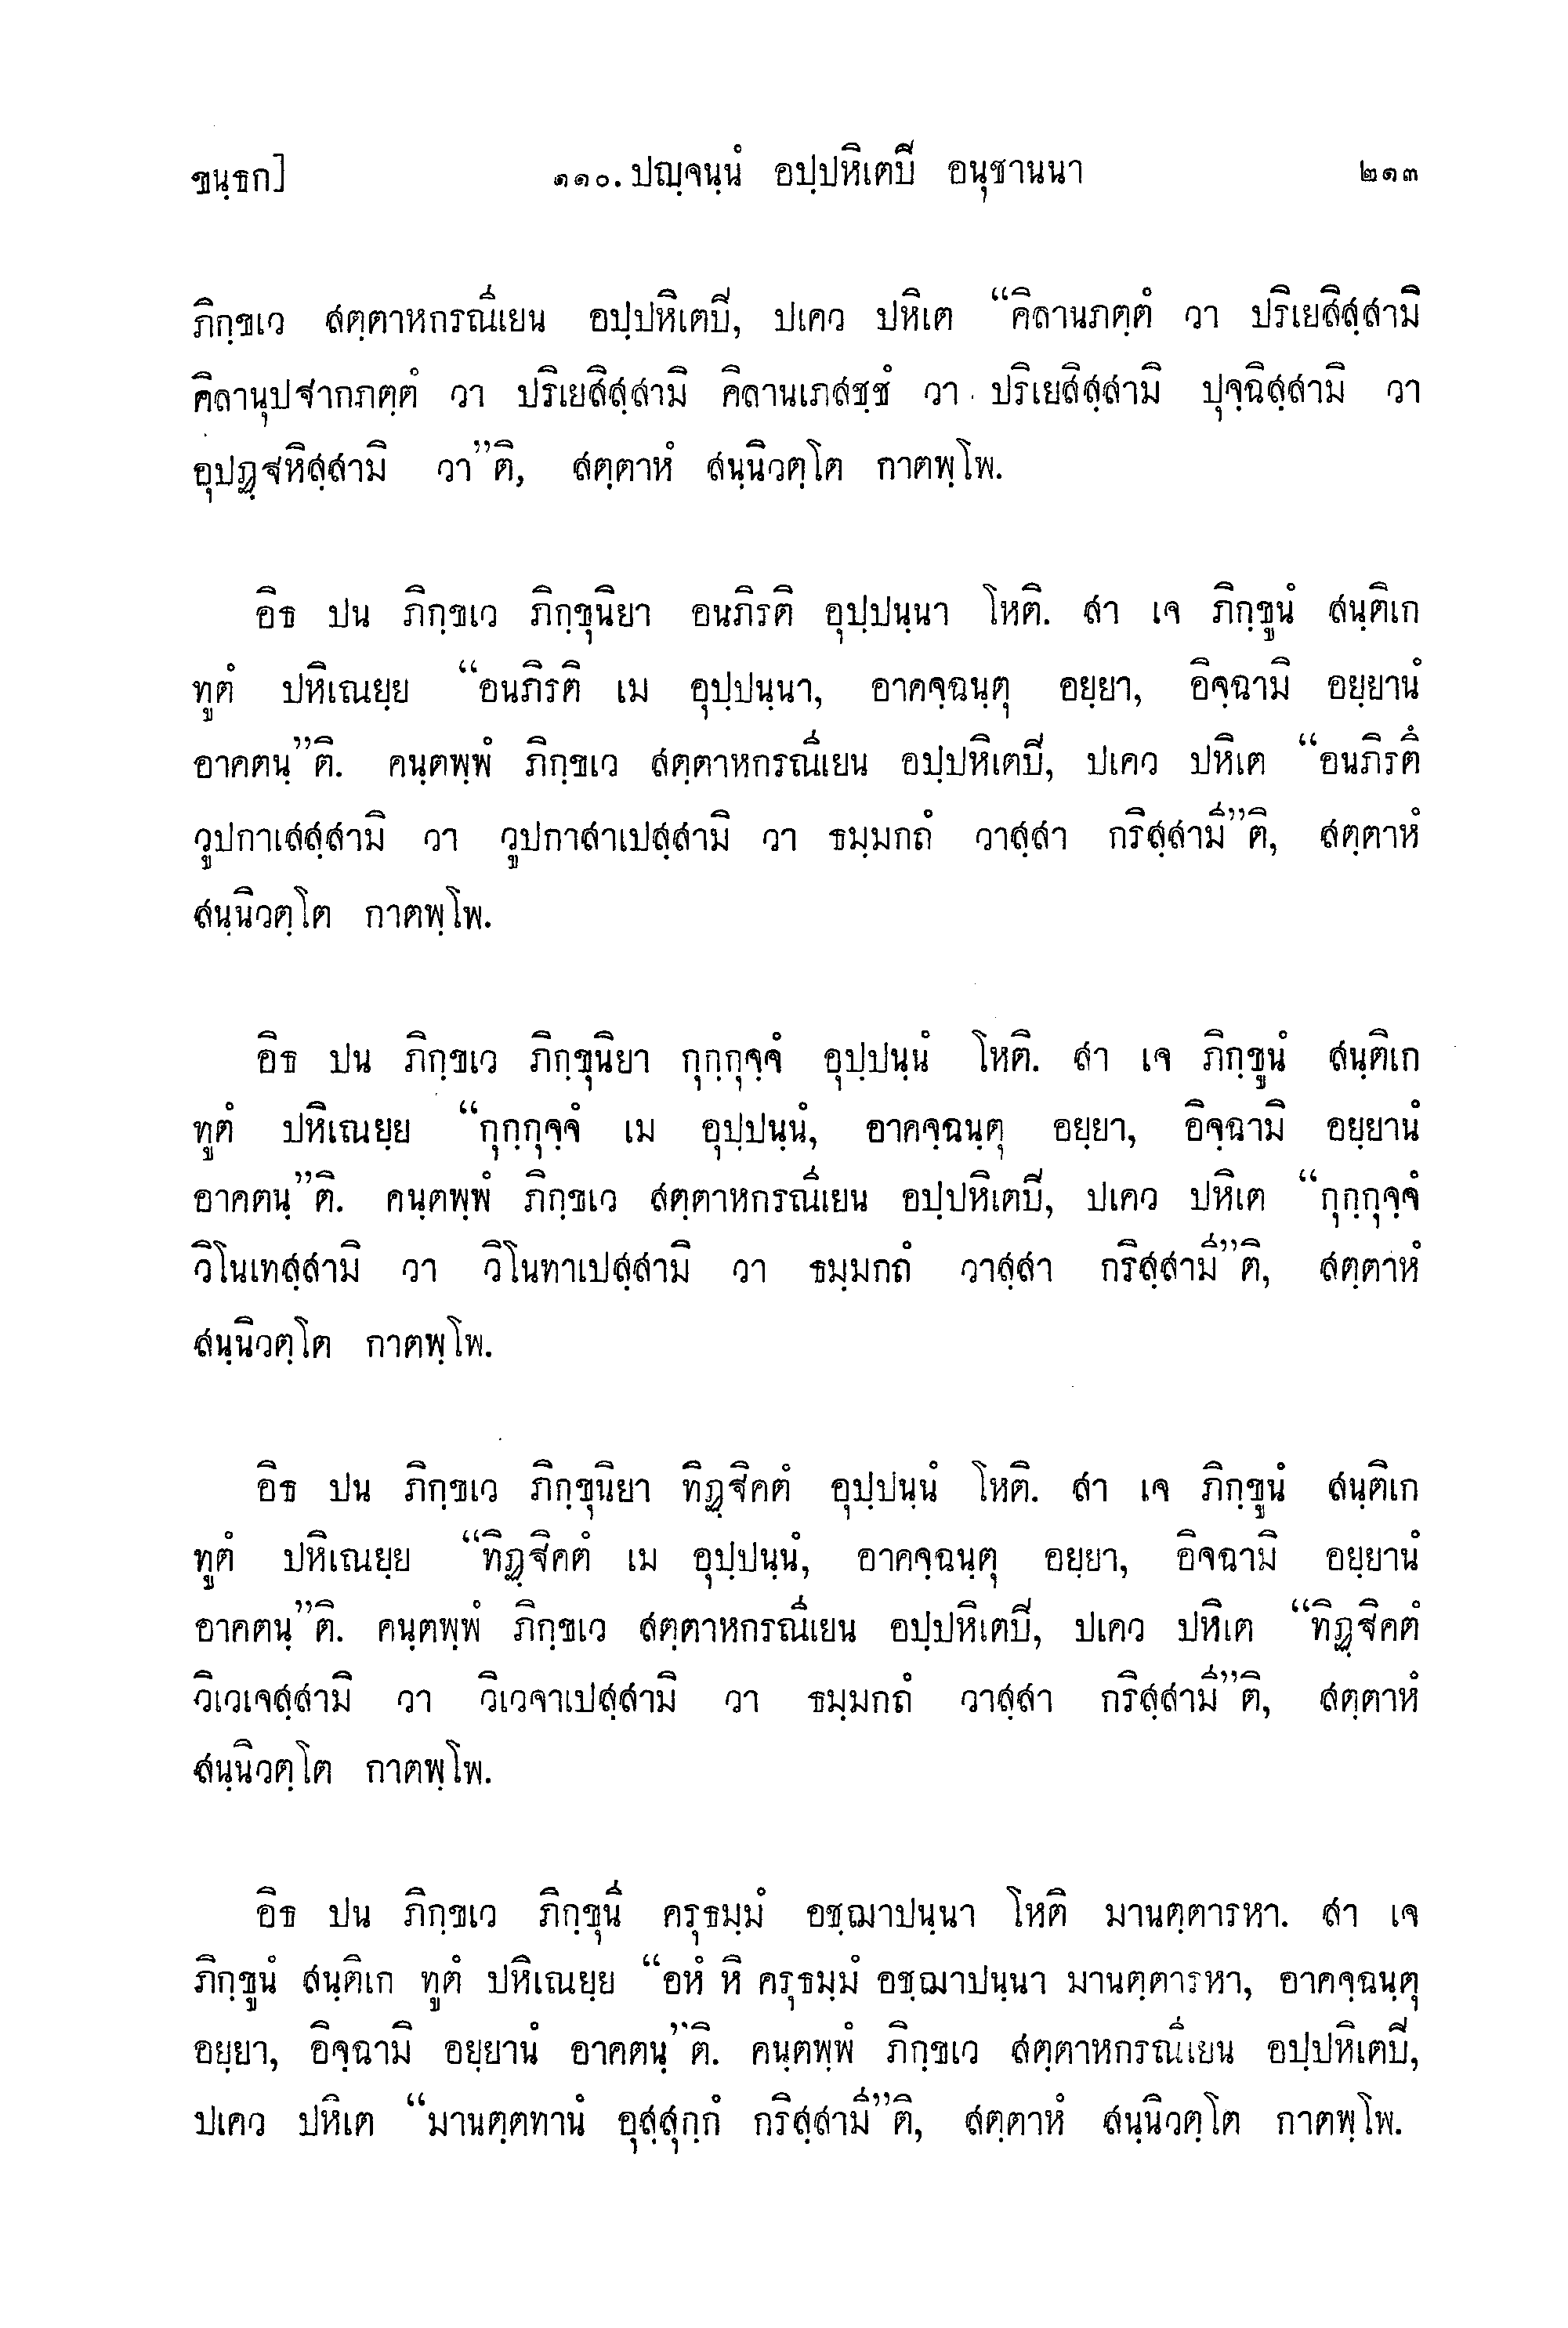 ขนฺธก] ๑๑๐. ปญฺจนฺนํ อปฺปหิเตปิ อนุชานนา ๒๑๓
ภิกฺขเว สตฺตาหกรณีเยน อปฺปหิเตปิ, ปเคว ปหิเต “คิลานภตฺตํ วา ปริเยสิสฺสามิ
คิลานุปฏฺฐากภตฺตํ วา ปริเยสิสฺสามิ คิลานเภสชฺชํ วา ปริเยสิสฺสามิ ปุจฺฉิสฺสามิ วา
อุปฏฺฐหิสฺสามิ วา”ติ, สตฺตาหํ สนฺนิวตฺโต กาตพฺโพ.
อิธ ปน ภิกฺขเว ภิกฺขุนิยา อนภิรติ อุปฺปนฺนา โหติ. สา เจ ภิกฺขูนํ สนฺติเก
ทูตํ ปหิเณยฺย “อนภิรติ เม อุปฺปนฺนา, อาคจฺฉนฺตุ อยฺยา, อิจฺฉามิ อยฺยานํ
อาคตนฺ”ติ. คนฺตพฺพํ ภิกฺขเว สตฺตาหกรณีเยน อปฺปหิเตปิ, ปเคว ปหิเต “อนภิรตึ
วูปกาเสสฺสามิ วา วูปกาสาเปสฺสามิ วา ธมฺมกถํ วาสฺสา กริสฺสามี”ติ, สตฺตาหํ
สนฺนิวตฺโต กาตพฺโพ.
อิธ ปน ภิกฺขเว ภิกฺขุนิยา กุกฺกุจฺจํ อุปฺปนฺนํ โหติ. สา เจ ภิกฺขูนํ สนฺติเก
ทูตํ ปหิเณยฺย “กุกฺกุจฺจํ เม อุปฺปนฺนํ, อาคจฺฉนฺตุ อยฺยา, อิจฺฉามิ อยฺยานํ
อาคตนฺ”ติ. คนฺตพฺพํ ภิกฺขเว สตฺตาหกรณีเยน อปฺปหิเตปิ, ปเคว ปหิเต “กุกฺกุจฺจํ
วิโนเทสฺสามิ วา วิโนทาเปสฺสามิ วา ธมฺมกถํ วาสฺสา กริสฺสามี”ติ, สตฺตาหํ
สนฺนิวตฺโต กาตพฺโพ.
อิธ ปน ภิกฺขเว ภิกฺขุนิยา ทิฏฺฐิคตํ อุปฺปนฺนํ โหติ. สา เจ ภิกฺขูนํ สนฺติเก
ทูตํ ปหิเณยฺย “ทิฏฺฐิคตํ เม อุปฺปนฺนํ, อาคจฺฉนฺตุ อยฺยา, อิจฉามิ อยฺยานํ
อาคตนฺ”ติ. คนฺตพฺพํ ภิกฺขเว สตฺตาหกรณีเยน อปฺปหิเตปิ, ปเคว ปหิเต “ทิฏฺฐิคตํ
วิเวเจสฺสามิ วา วิเวจาเปสฺสามิ วา ธมฺมกถํ วาสฺสา กริสฺสามี”ติ, สตฺตาหํ
สนฺนิวตฺโต กาตพฺโพ.
อิธ ปน ภิกฺขเว ภิกฺขุนี ครุธมฺมํ อชฺฌาปนฺนา โหติ มานตฺตารหา. สา เจ
ภิกฺขูนํ สนฺติเก ทูตํ ปหิเณยฺย “อหํ หิ ครุธมฺมํ อชฺฌาปนฺนา มานตฺตารหา, อาคจฺฉนฺตุ
อยฺยา, อิจฺฉามิ อยฺยานํ อาคตนฺ”ติ. คนฺตพฺพํ ภิกฺขเว สตฺตาหกรณีเยน อปฺปหิเตปิ,
ปเคว ปหิเต “มานตฺตทานํ อุสฺสุกฺกํ กริสฺสามี”ติ, สตฺตาหํ สนฺนิวตฺโต กาตพฺโพ.